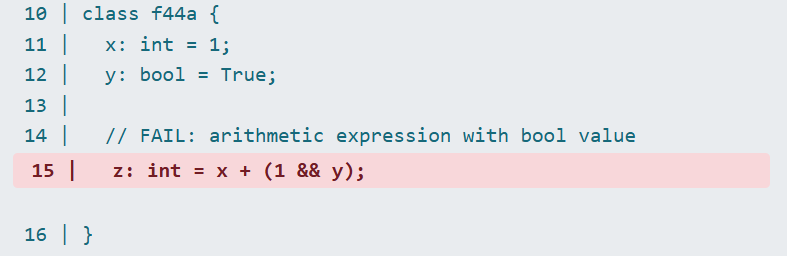 10 | class f44a {
11 |   x: int = 1;
12 |   y: bool = True;
13 |
14 |   // FAIL: arithmetic expression with bool value
15 |   z: int = x + (1 && y);
16 | }